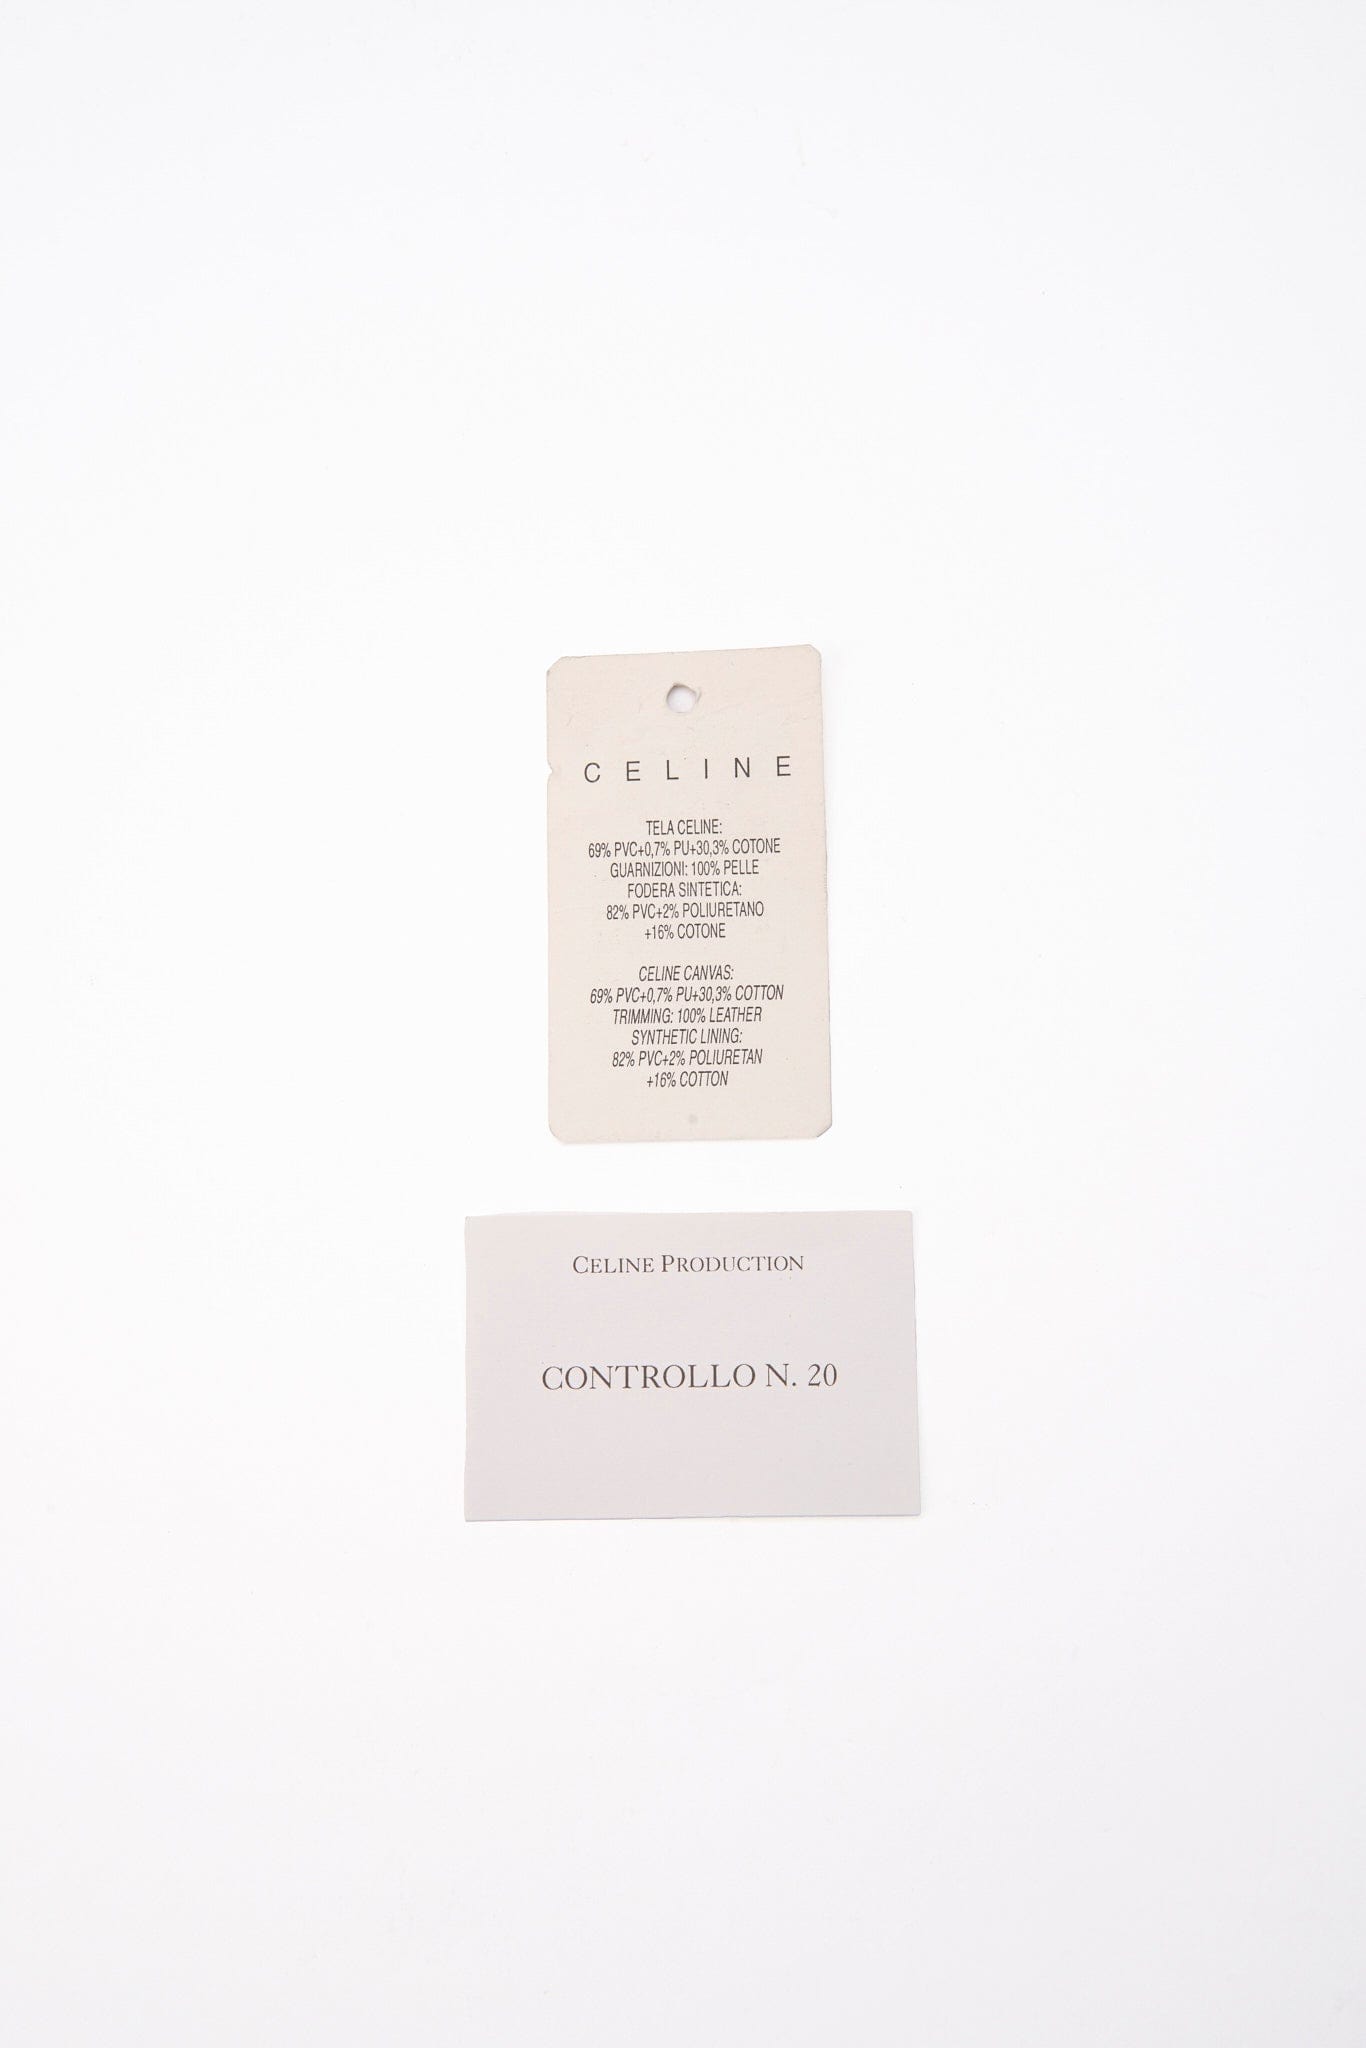 CELINE
TELA CELINE:
69% PVC+0,7% PU+30,3% COTONE
GUARNIZIONI: 100% PELLE
FODERA SINTETICA:
82% PVC+2% POLIURETANO
+16% COTONE
CELINE CANVAS:
69% PVC+0,7% PU+30,3% COTTON
TRIMMING: 100% LEATHER
SYNTHETIC LINING:
82% PVC+2% POLIURETAN
+16% COTTON
CELINE PRODUCTION
CONTROLLO N. 20